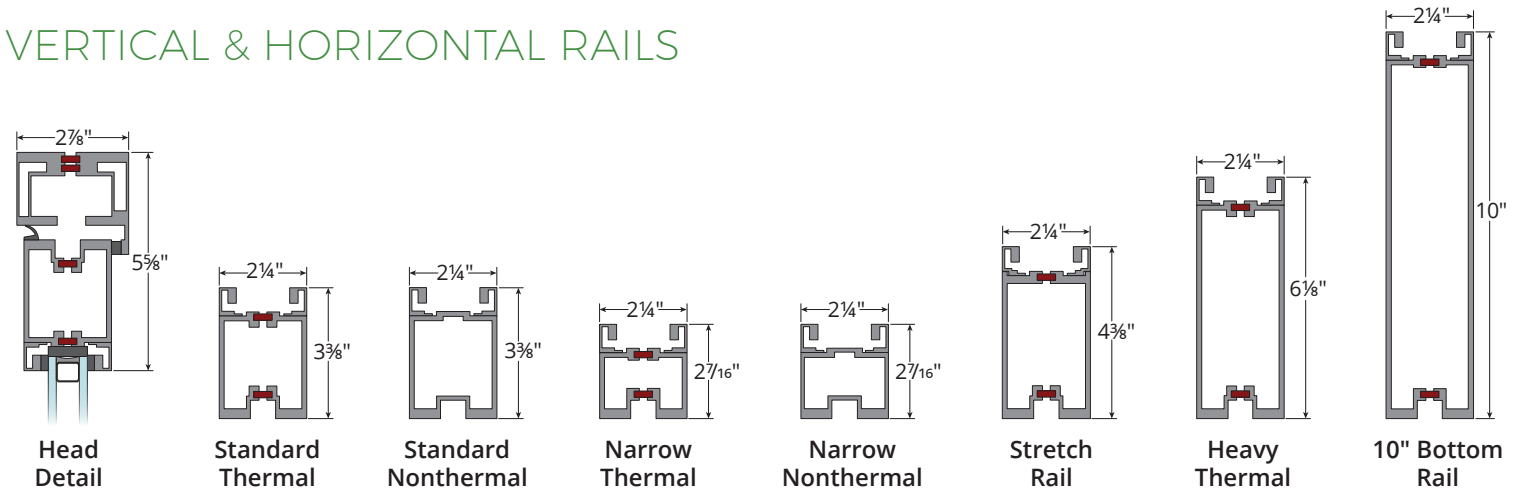 VERTICAL & HORIZONTAL RAILS
2⅞"
5⅝"
Head
Detail
2¼"
3⅜"
Standard
Thermal
2¼"
3⅜"
Standard
Nonthermal
2¼"
2⁷⁄₁₆"
Narrow
Thermal
2¼"
2⁷⁄₁₆"
Narrow
Nonthermal
2¼"
4⅜"
Stretch
Rail
2¼"
6⅛"
Heavy
Thermal
2¼"
10"
10" Bottom
Rail